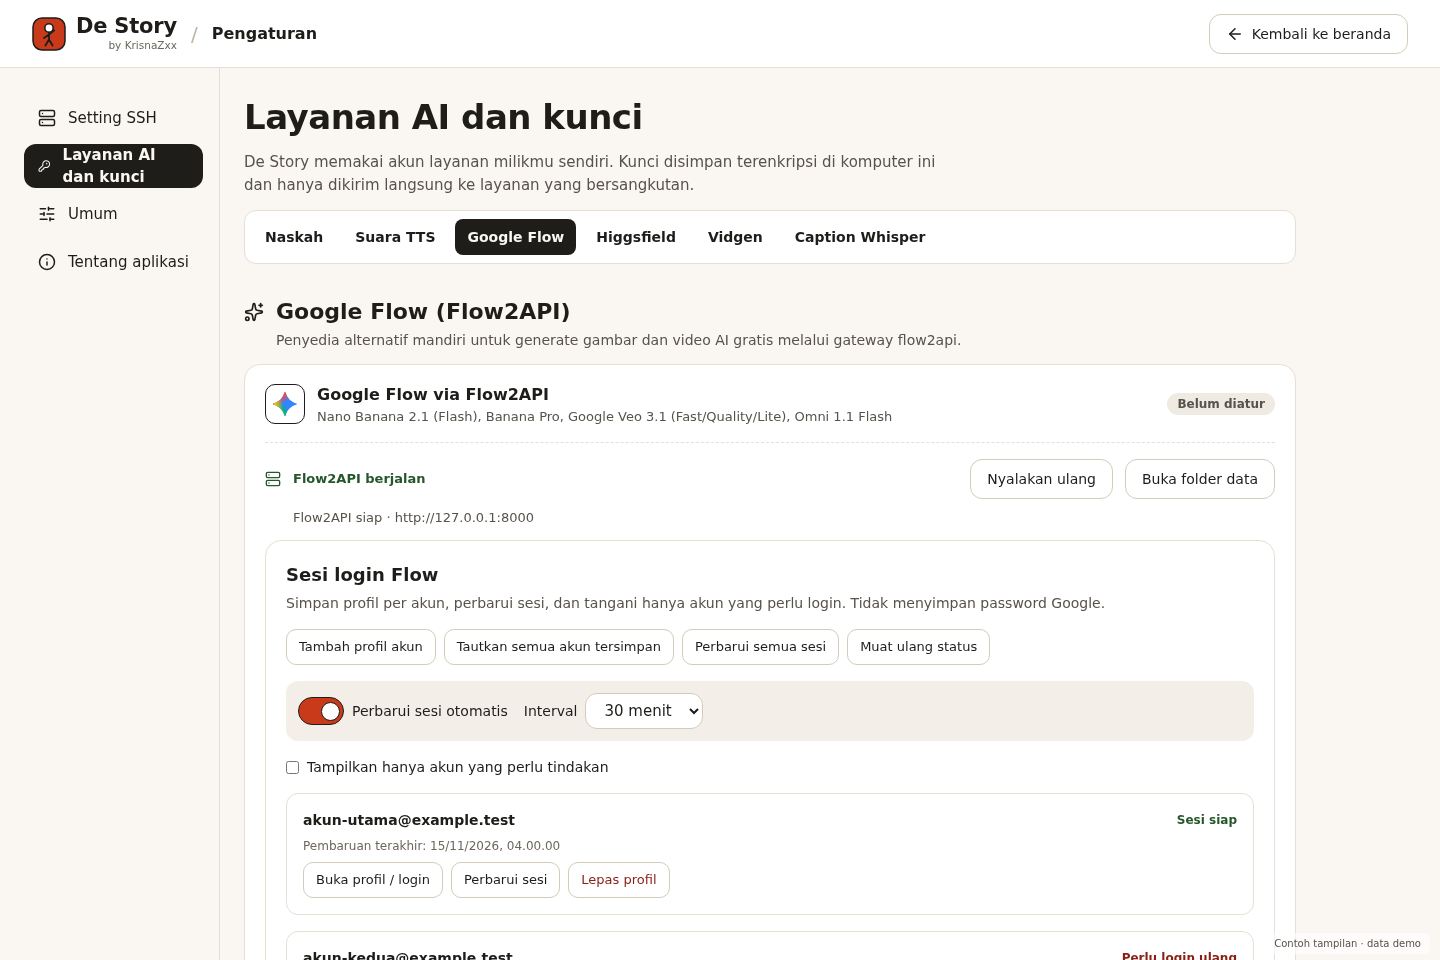 De Story
by KrisnaZxx
/
Pengaturan
Kembali ke beranda
Setting SSH
Layanan AI
dan kunci
Umum
Tentang aplikasi
Layanan AI dan kunci
De Story memakai akun layanan milikmu sendiri. Kunci disimpan terenkripsi di komputer ini
dan hanya dikirim langsung ke layanan yang bersangkutan.
Naskah
Suara TTS
Google Flow
Higgsfield
Vidgen
Caption Whisper
Google Flow (Flow2API)
Penyedia alternatif mandiri untuk generate gambar dan video AI gratis melalui gateway flow2api.
Google Flow via Flow2API
Nano Banana 2.1 (Flash), Banana Pro, Google Veo 3.1 (Fast/Quality/Lite), Omni 1.1 Flash
Belum diatur
Flow2API berjalan
Nyalakan ulang
Buka folder data
Flow2API siap · http://127.0.0.1:8000
Sesi login Flow
Simpan profil per akun, perbarui sesi, dan tangani hanya akun yang perlu login. Tidak menyimpan password Google.
Tambah profil akun
Tautkan semua akun tersimpan
Perbarui semua sesi
Muat ulang status
Perbarui sesi otomatis
Interval
30 menit
Tampilkan hanya akun yang perlu tindakan
akun-utama@example.test
Sesi siap
Pembaruan terakhir: 15/11/2026, 04.00.00
Buka profil / login
Perbarui sesi
Lepas profil
akun-kedua@example.test
Perlu login ulang
Contoh tampilan · data demo